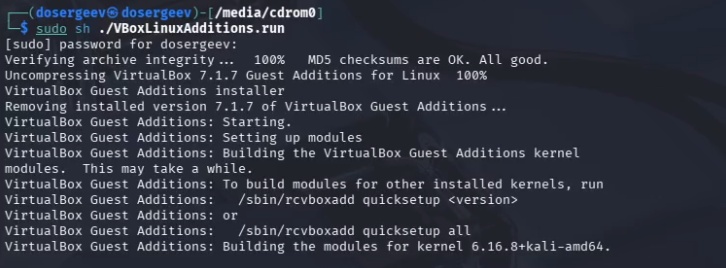 ┌──(dosergeev㉿dosergeev)-[/media/cdrom0]
└─$ sudo sh ./VBoxLinuxAdditions.run
[sudo] password for dosergeev:
Verifying archive integrity...  100%   MD5 checksums are OK. All good.
Uncompressing VirtualBox 7.1.7 Guest Additions for Linux  100%
VirtualBox Guest Additions installer
Removing installed version 7.1.7 of VirtualBox Guest Additions...
VirtualBox Guest Additions: Starting.
VirtualBox Guest Additions: Setting up modules
VirtualBox Guest Additions: Building the VirtualBox Guest Additions kernel
modules.  This may take a while.
VirtualBox Guest Additions: To build modules for other installed kernels, run
VirtualBox Guest Additions:   /sbin/rcvboxadd quicksetup <version>
VirtualBox Guest Additions: or
VirtualBox Guest Additions:   /sbin/rcvboxadd quicksetup all
VirtualBox Guest Additions: Building the modules for kernel 6.16.8+kali-amd64.